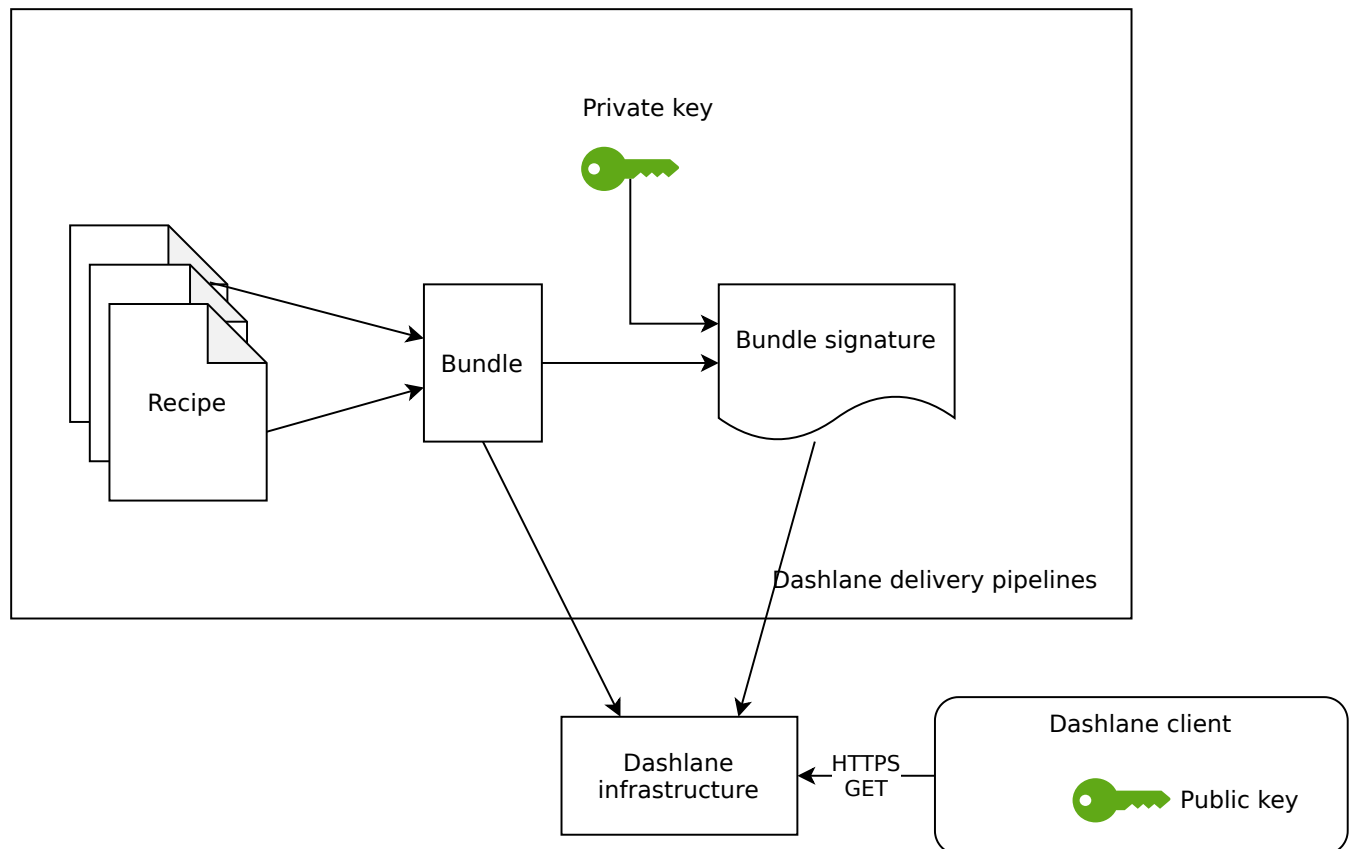 Private key
Recipe
Bundle
Bundle signature
Dashlane delivery pipelines
Dashlane
infrastructure
HTTPS
GET
Dashlane client
Public key